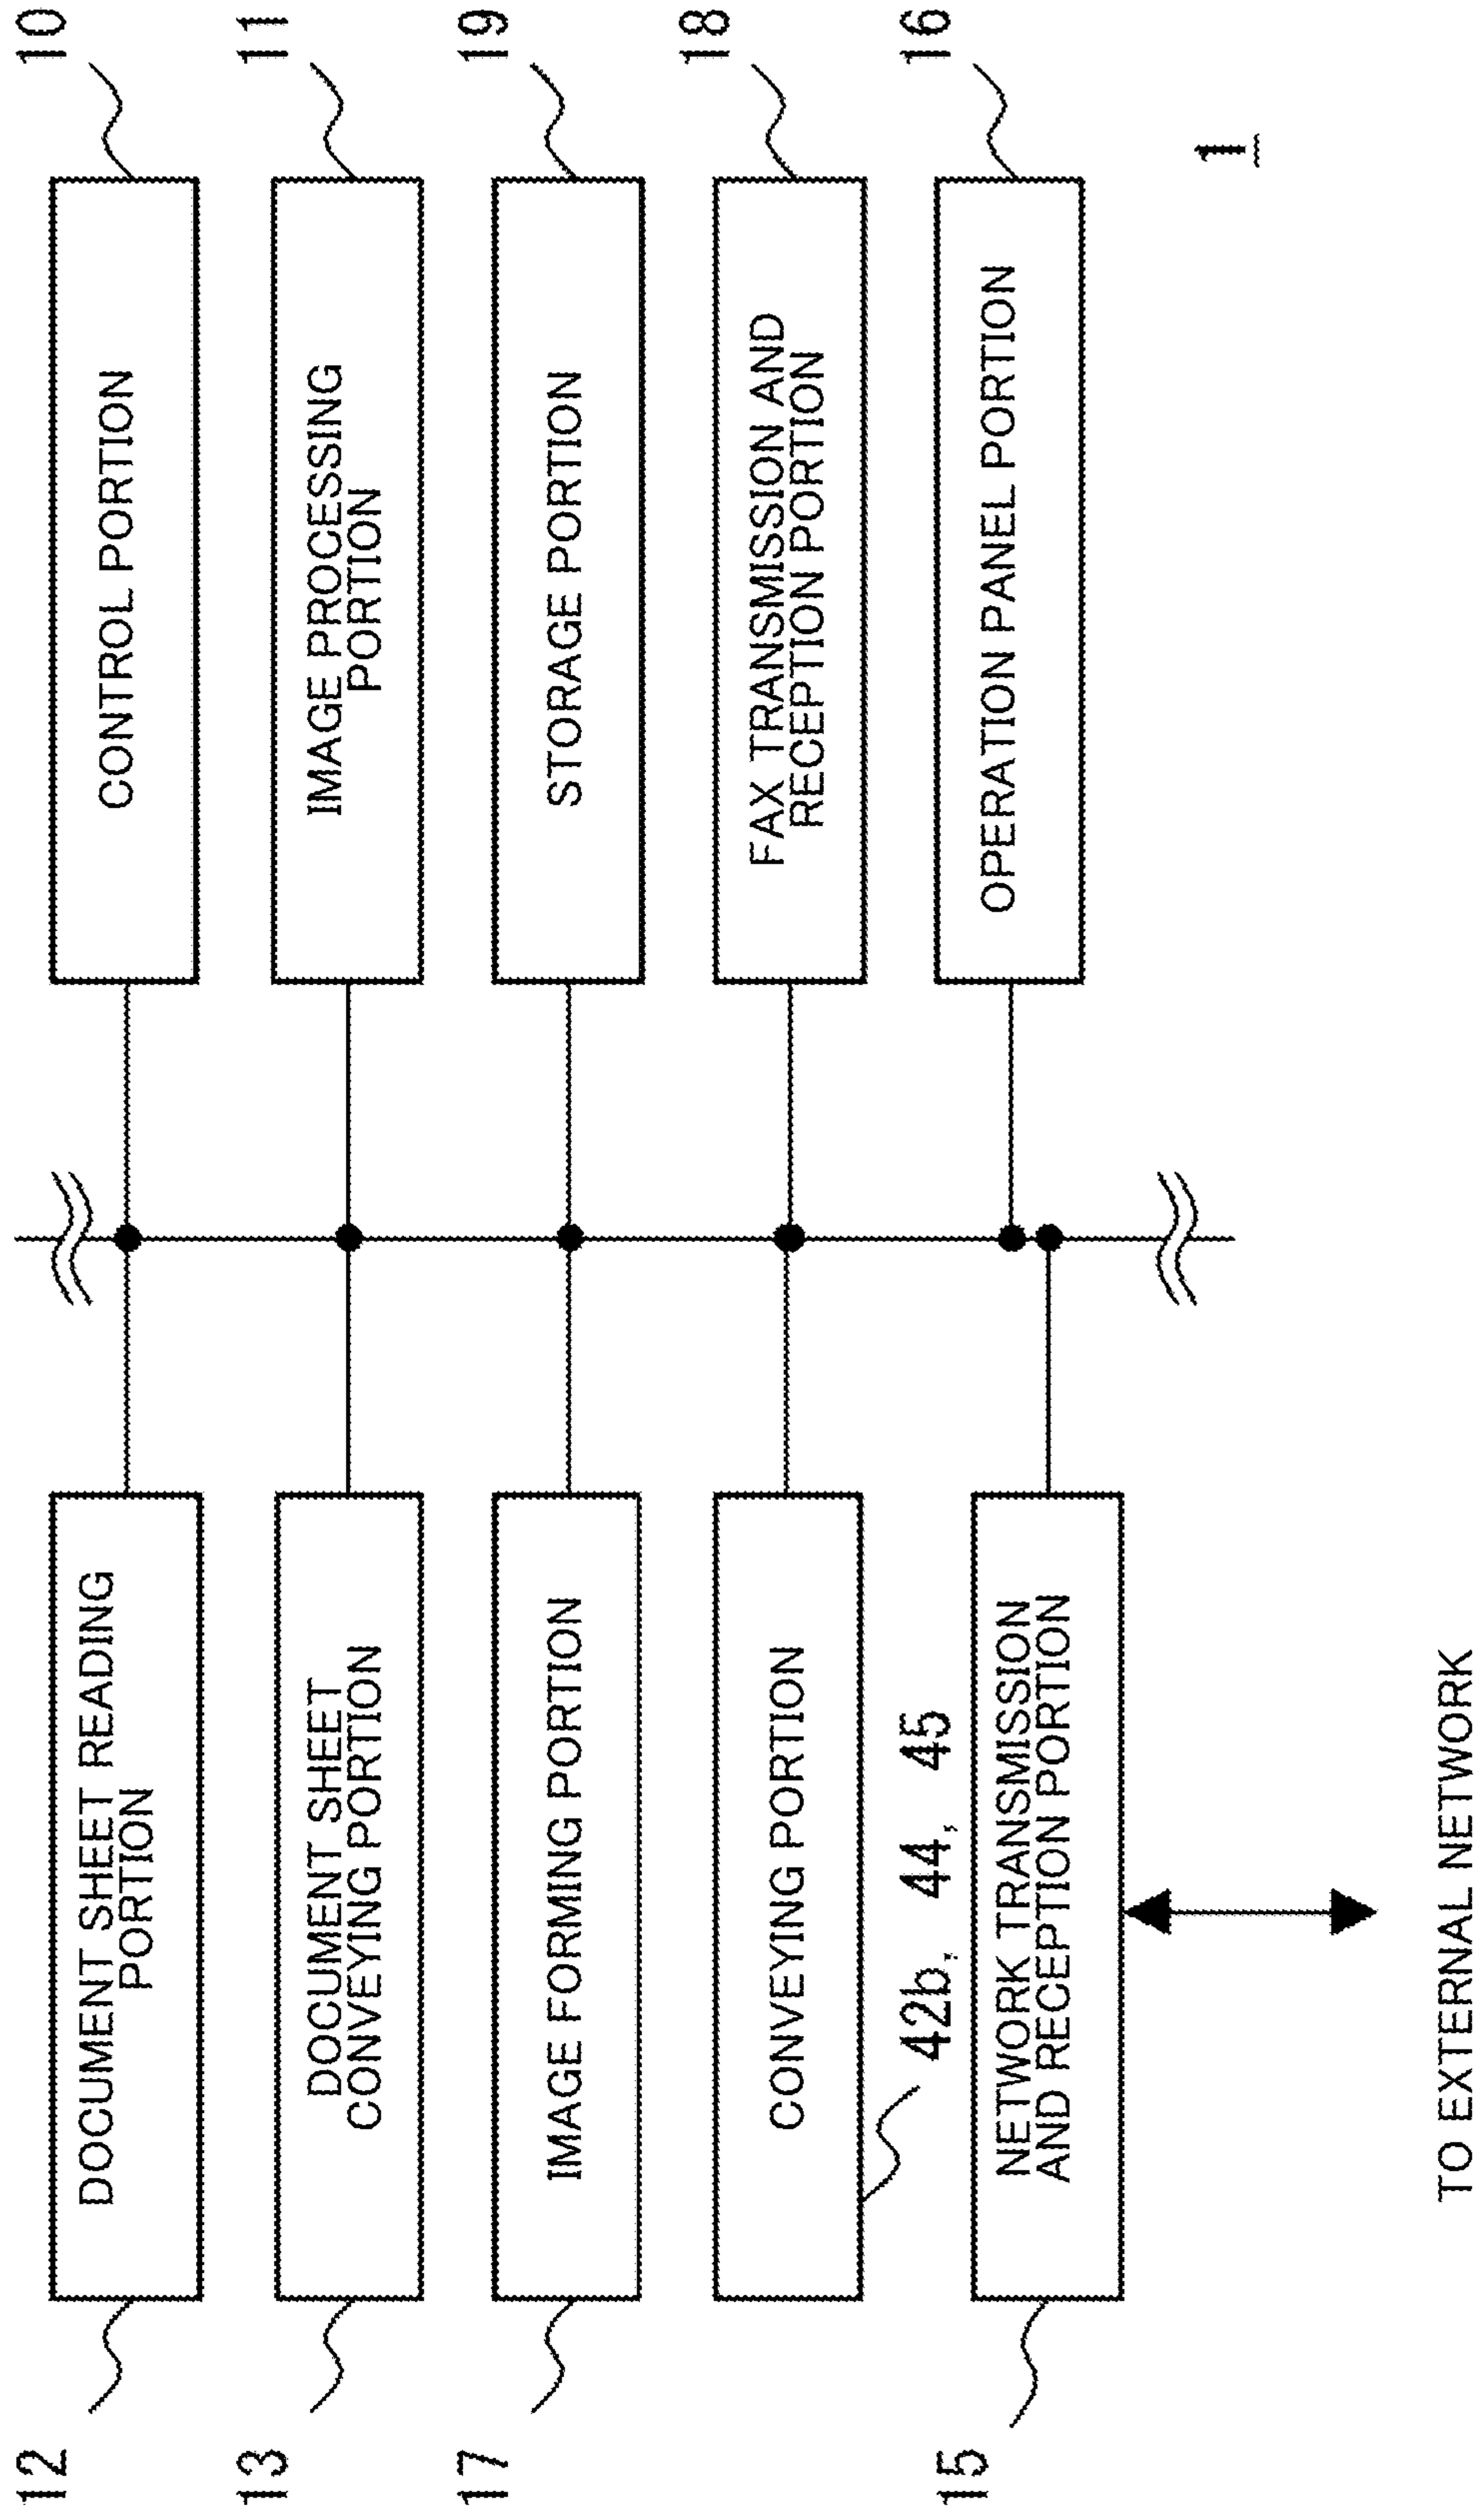 12
DOCUMENT SHEET READING
PORTION
CONTROL PORTION
10
13
DOCUMENT SHEET
CONVEYING PORTION
IMAGE PROCESSING
PORTION
11
17
IMAGE FORMING PORTION
STORAGE PORTION
19
CONVEYING PORTION
42b, 44, 45
FAX TRANSMISSION AND
RECEPTION PORTION
18
15
NETWORK TRANSMISSION
AND RECEPTION PORTION
OPERATION PANEL PORTION
16
1
TO EXTERNAL NETWORK